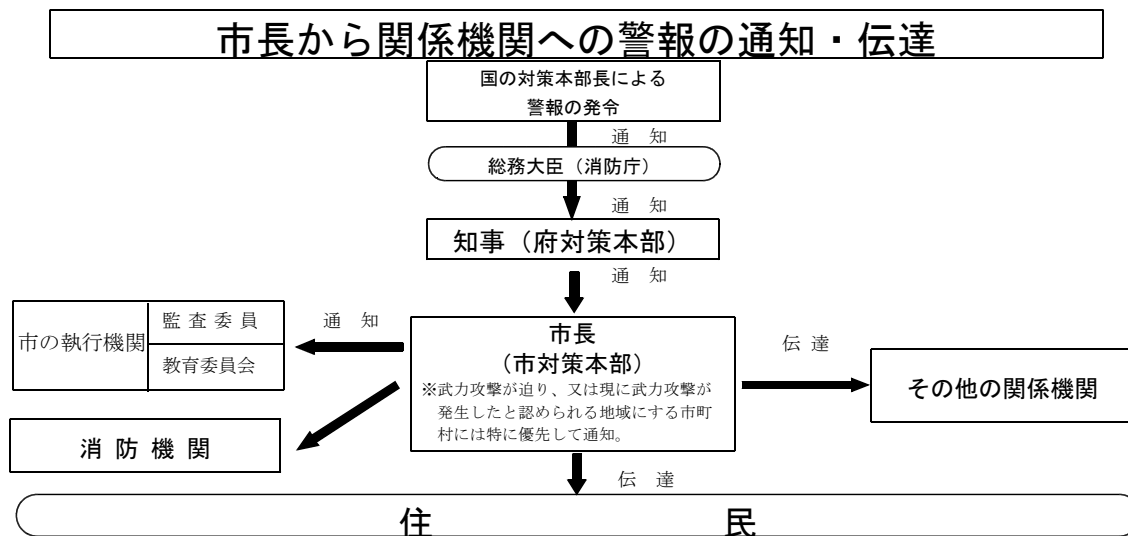 市長から関係機関への警報の通知・伝達
国の対策本部長による
警報の発令
通 知
総務大臣（消防庁）
通 知
知事（府対策本部）
通 知
市の執行機関
監 査 委 員
教育委員会
通 知
市長
（市対策本部）
※武力攻撃が迫り、又は現に武力攻撃が
発生したと認められる地域にする市町
村には特に優先して通知。
伝 達
その他の関係機関
消 防 機 関
伝 達
住 民